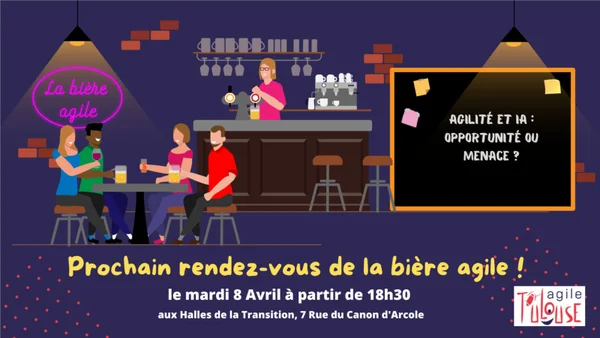 La bière
agile
AGILITÉ ET IA :
OPPORTUNITÉ OU
MENACE ?
Prochain rendez-vous de la bière agile !
le mardi 8 Avril à partir de 18h30
aux Halles de la Transition, 7 Rue du Canon d'Arcole
agile
TOULOUSE